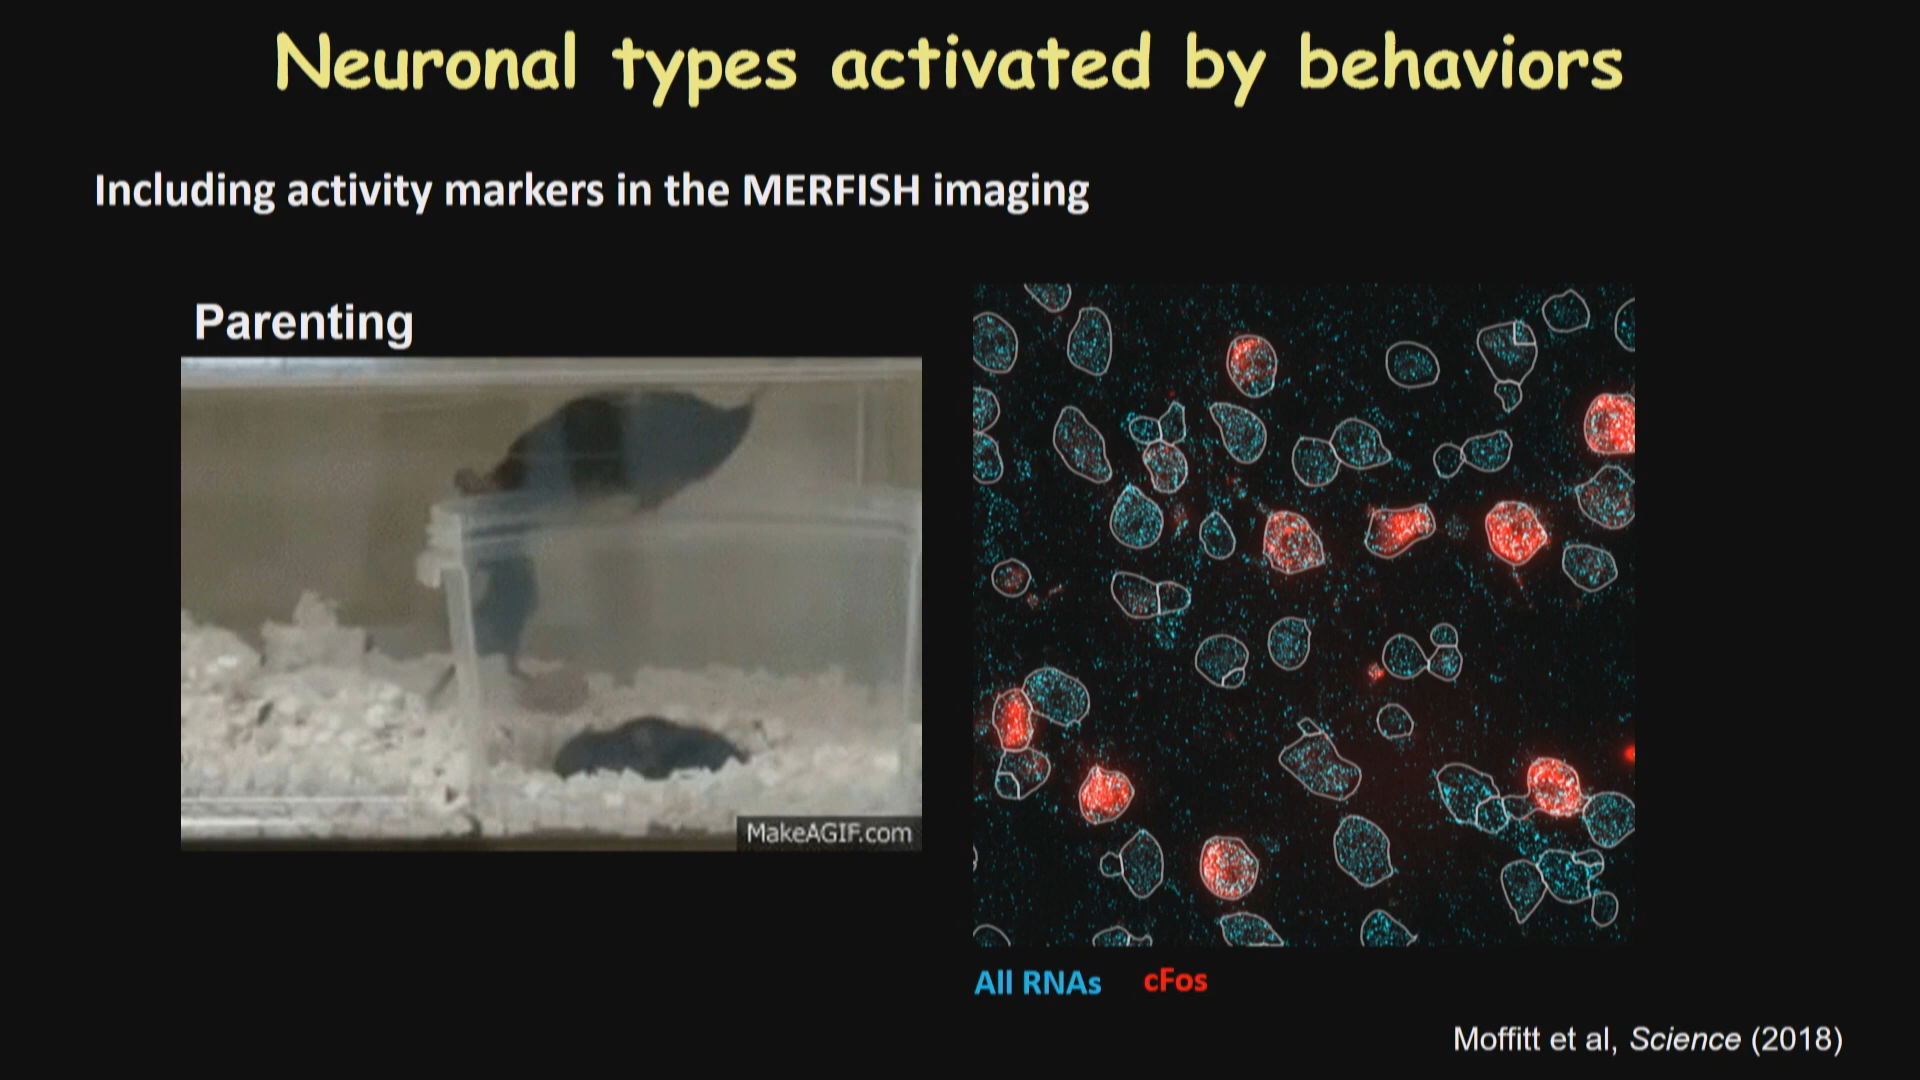 Neuronal types activated by behaviors
Including activity markers in the MERFISH imaging
Parenting
MakeAGIF.com
All RNAs cFos
Moffitt et al, Science (2018)